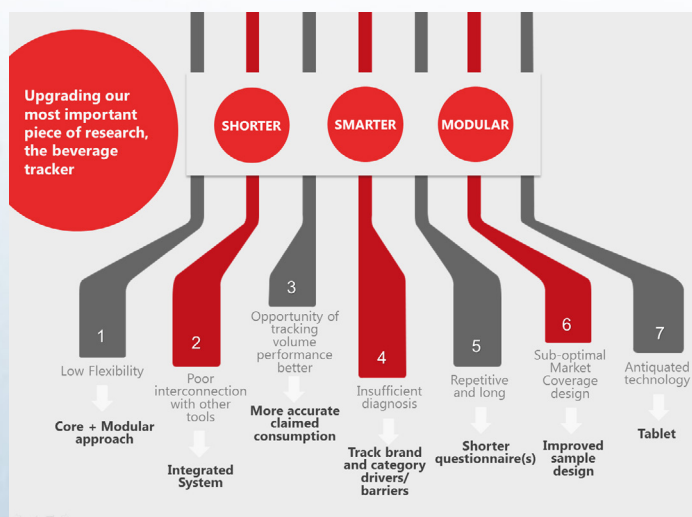 Upgrading our
most important
piece of research,
the beverage
tracker
SHORTER
SMARTER
MODULAR
1
Low Flexibility
Core + Modular
approach
2
Poor
interconnection
with other
tools
Integrated
System
3
Opportunity of
tracking
volume
performance
better
More accurate
claimed
consumption
4
Insufficient
diagnosis
Track brand
and category
drivers/
barriers
5
Repetitive
and long
Shorter
questionnaire(s)
6
Sub-optimal
Market
Coverage
design
Improved
sample
design
7
Antiquated
technology
Tablet